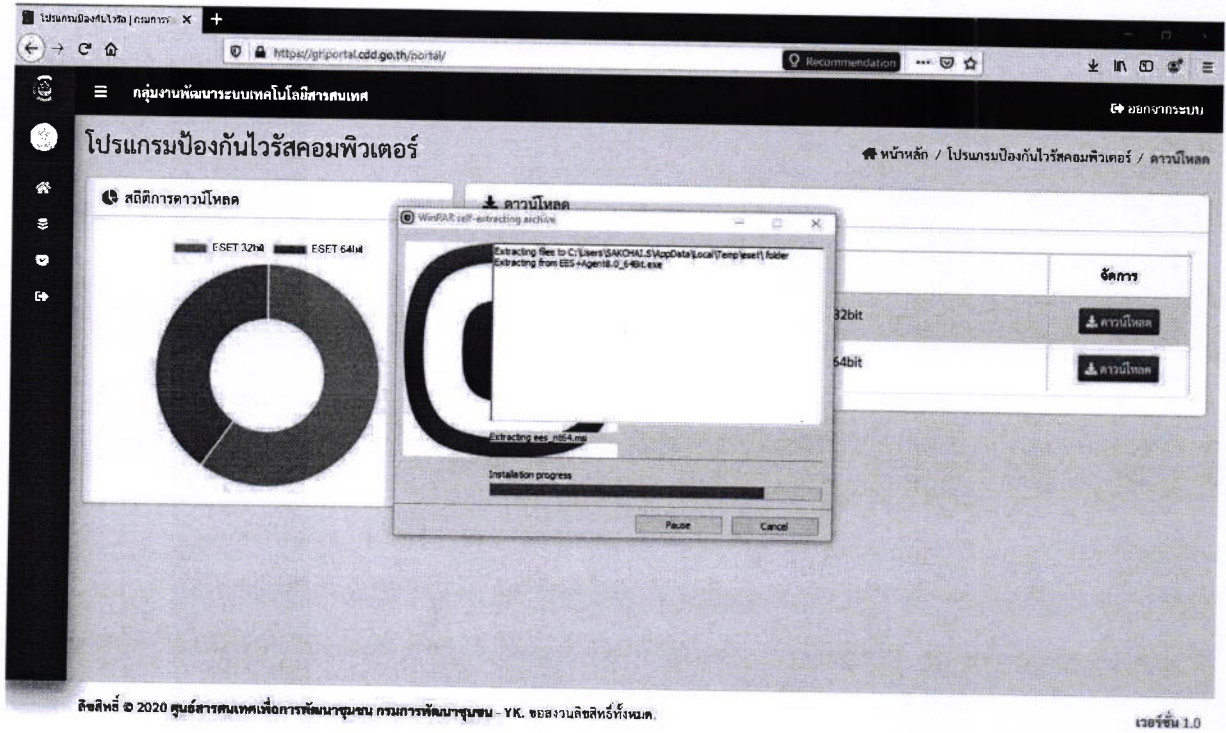 โปรแกรมป้องกันไวรัส | กรมการ
https://griportal.cdd.go.th/portal/
Recommendation
กลุ่มงานพัฒนาระบบเทคโนโลยีสารสนเทศ
ออกจากระบบ
โปรแกรมป้องกันไวรัสคอมพิวเตอร์
หน้าหลัก / โปรแกรมป้องกันไวรัสคอมพิวเตอร์ / ดาวน์โหลด
สถิติการดาวน์โหลด
ESET 32bit ESET 64bit
ดาวน์โหลด
WinRAR self-extracting archive
Extracting files to C:\Users\SAKCHAI.S\AppData\Local\Temp\eset\ folder
Extracting from EES+Agent8.0_64Bit.exe
Extracting ees_nt64.msi
Installation progress
Pause Cancel
จัดการ
32bit
ดาวน์โหลด
64bit
ดาวน์โหลด
ลิขสิทธิ์ © 2020 ศูนย์สารสนเทศเพื่อการพัฒนาชุมชน กรมการพัฒนาชุมชน - YK. ขอสงวนลิขสิทธิ์ทั้งหมด.
เวอร์ชั่น 1.0